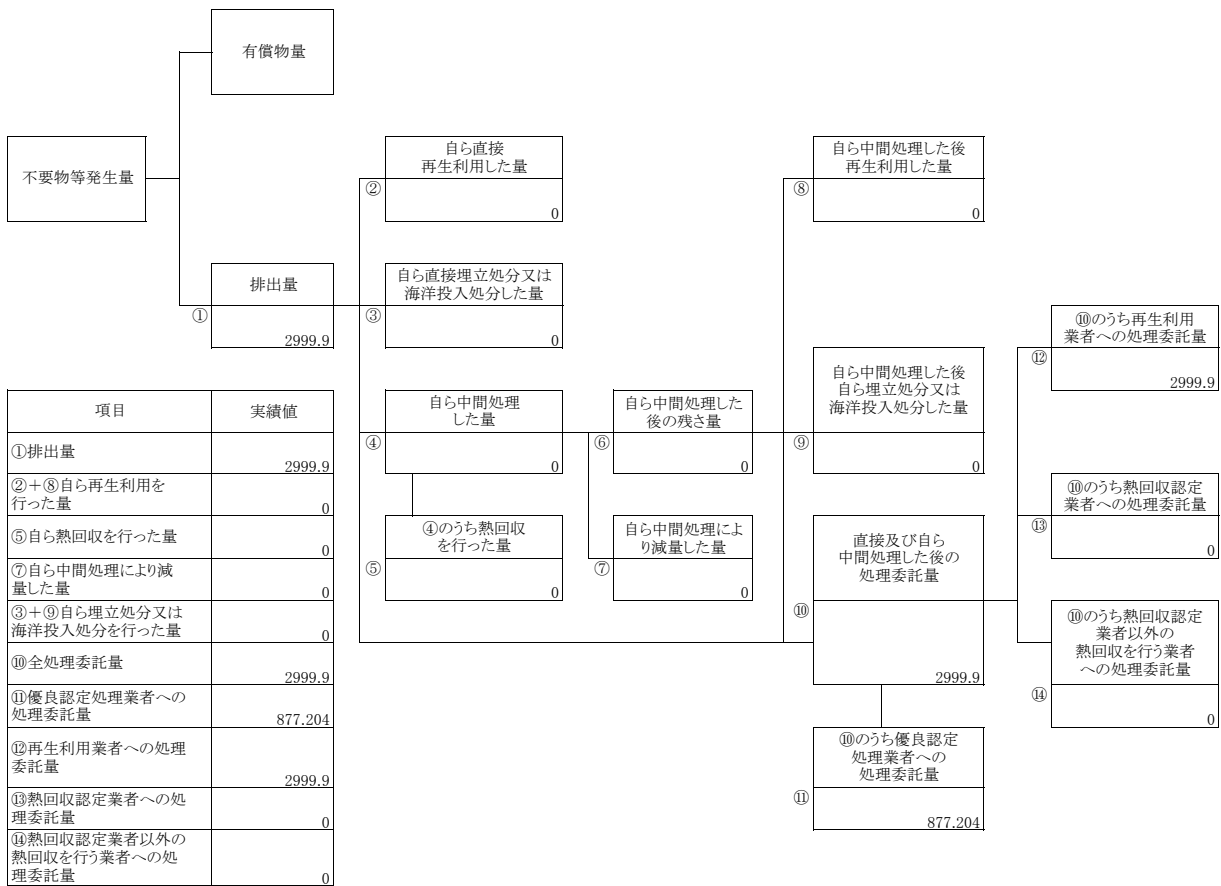 有償物量
不要物等発生量
排出量
①
2999.9
自ら直接
再生利用した量
②
0
自ら直接埋立処分又は
海洋投入処分した量
③
0
自ら中間処理
した量
④
0
④のうち熱回収
を行った量
⑤
0
自ら中間処理した
後の残さ量
⑥
0
自ら中間処理によ
り減量した量
⑦
0
自ら中間処理した後
再生利用した量
⑧
0
自ら中間処理した後
自ら埋立処分又は
海洋投入処分した量
⑨
0
直接及び自ら
中間処理した後の
処理委託量
⑩
2999.9
⑩のうち優良認定
処理業者への
処理委託量
⑪
877.204
⑩のうち再生利用
業者への処理委託量
⑫
2999.9
⑩のうち熱回収認定
業者への処理委託量
⑬
0
⑩のうち熱回収認定
業者以外の
熱回収を行う業者
への処理委託量
⑭
0
項目 実績値
①排出量
2999.9
②＋⑧自ら再生利用を
行った量
0
⑤自ら熱回収を行った量
0
⑦自ら中間処理により減
量した量
0
③＋⑨自ら埋立処分又は
海洋投入処分を行った量
0
⑩全処理委託量
2999.9
⑪優良認定処理業者への
処理委託量
877.204
⑫再生利用業者への処理
委託量
2999.9
⑬熱回収認定業者への処
理委託量
0
⑭熱回収認定業者以外の
熱回収を行う業者への処
理委託量
0